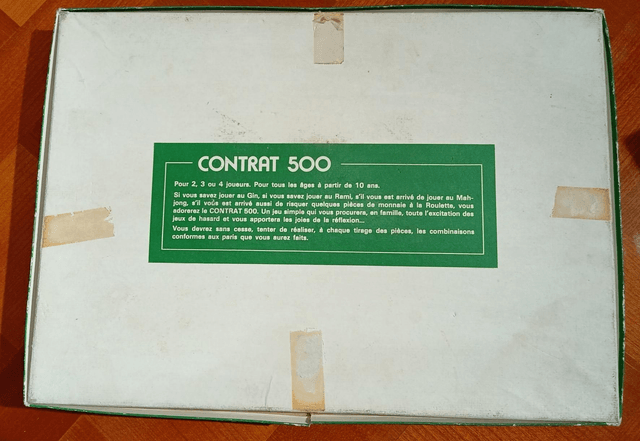 CONTRAT 500
Pour 2, 3 ou 4 joueurs. Pour tous les âges à partir de 10 ans.
Si vous savez jouer au Gin, si vous savez jouer au Rami, s'il vous est arrivé de jouer au Mah-
jong, s'il vous est arrivé aussi de risquer quelques pièces de monnaie à la Roulette, vous
adorerez le CONTRAT 500. Un jeu simple qui vous procurera, en famille, toute l'excitation des
jeux de hasard et vous apportera les joies de la réflexion...
Vous devrez sans cesse, tenter de réaliser, à chaque tirage des pièces, les combinaisons
conformes aux paris que vous aurez faits.